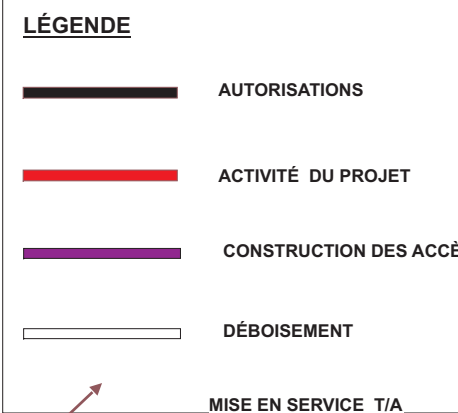 LÉGENDE
AUTORISATIONS
ACTIVITÉ DU PROJET
CONSTRUCTION DES ACCÈ
DÉBOISEMENT
MISE EN SERVICE T/A